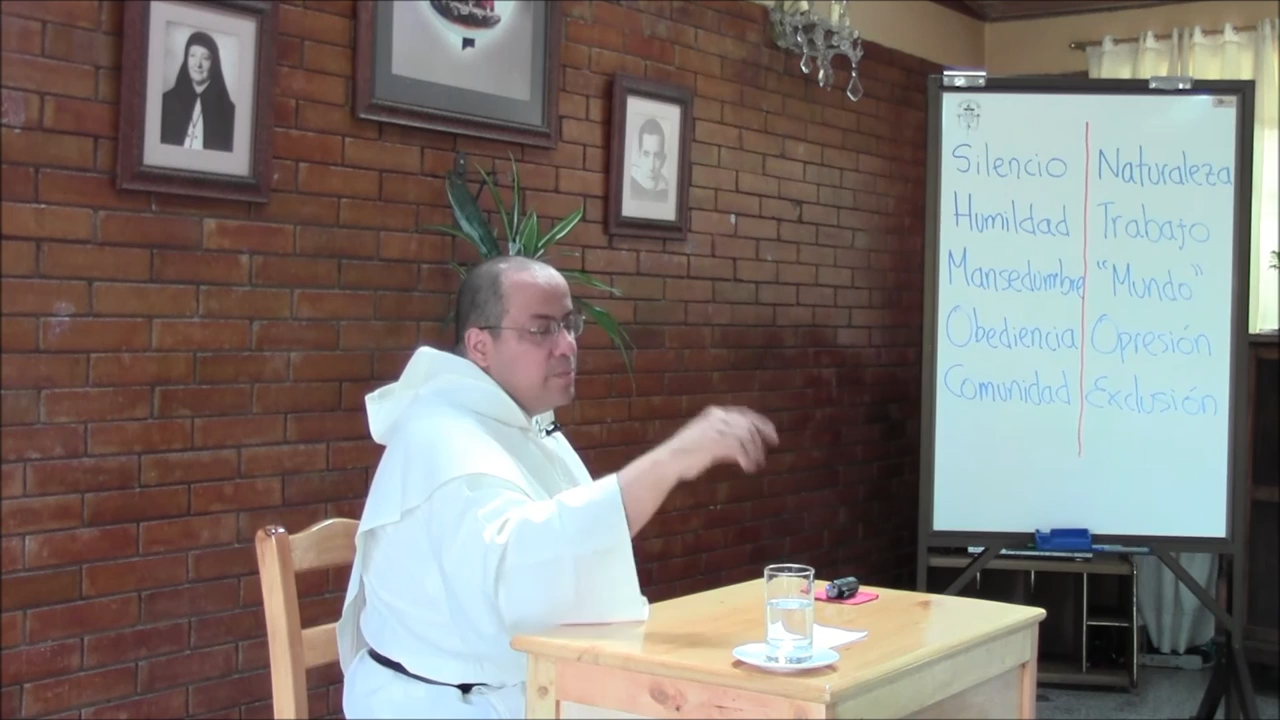 Silencio Naturaleza
Humildad Trabajo
Mansedumbre "Mundo"
Obediencia Opresión
Comunidad Exclusión